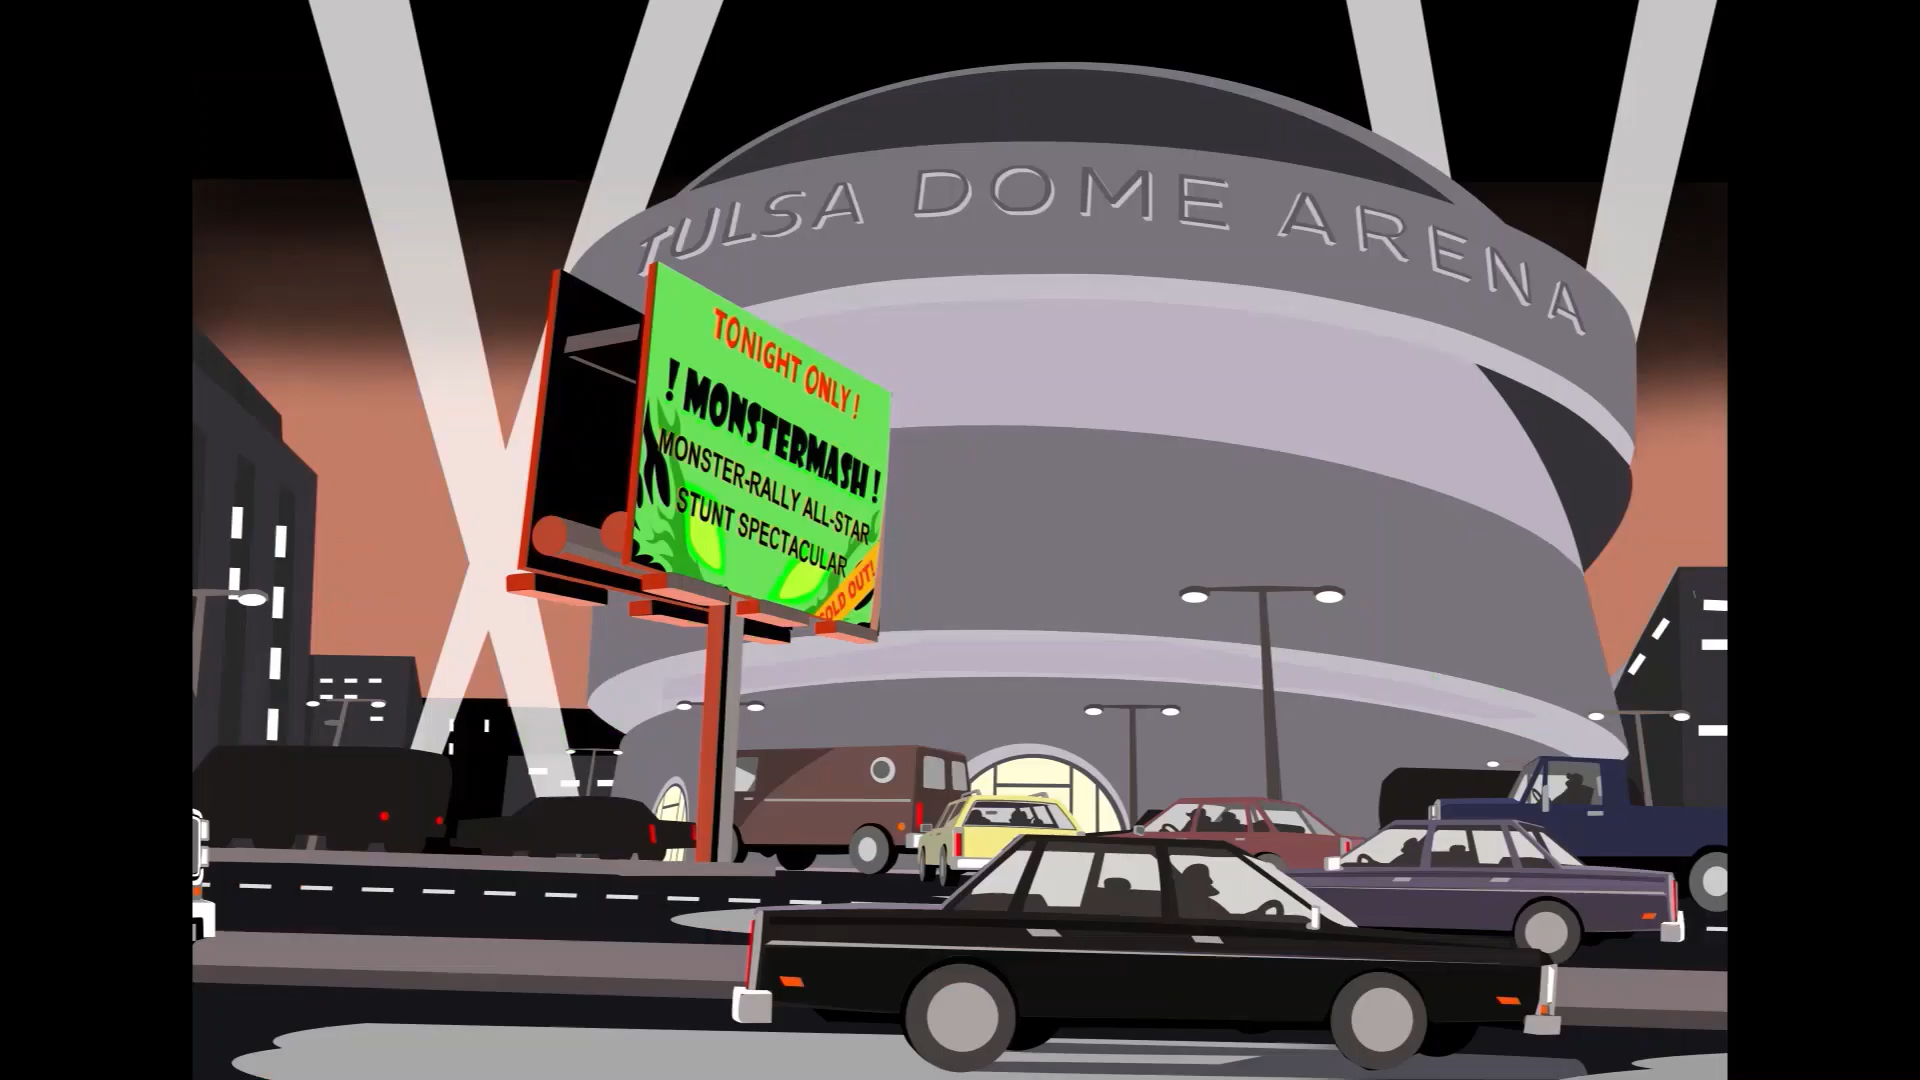 TULSA DOME ARENA
TONIGHT ONLY!
! MONSTERMASH !
MONSTER-RALLY ALL-STAR
STUNT SPECTACULAR
SOLD OUT!